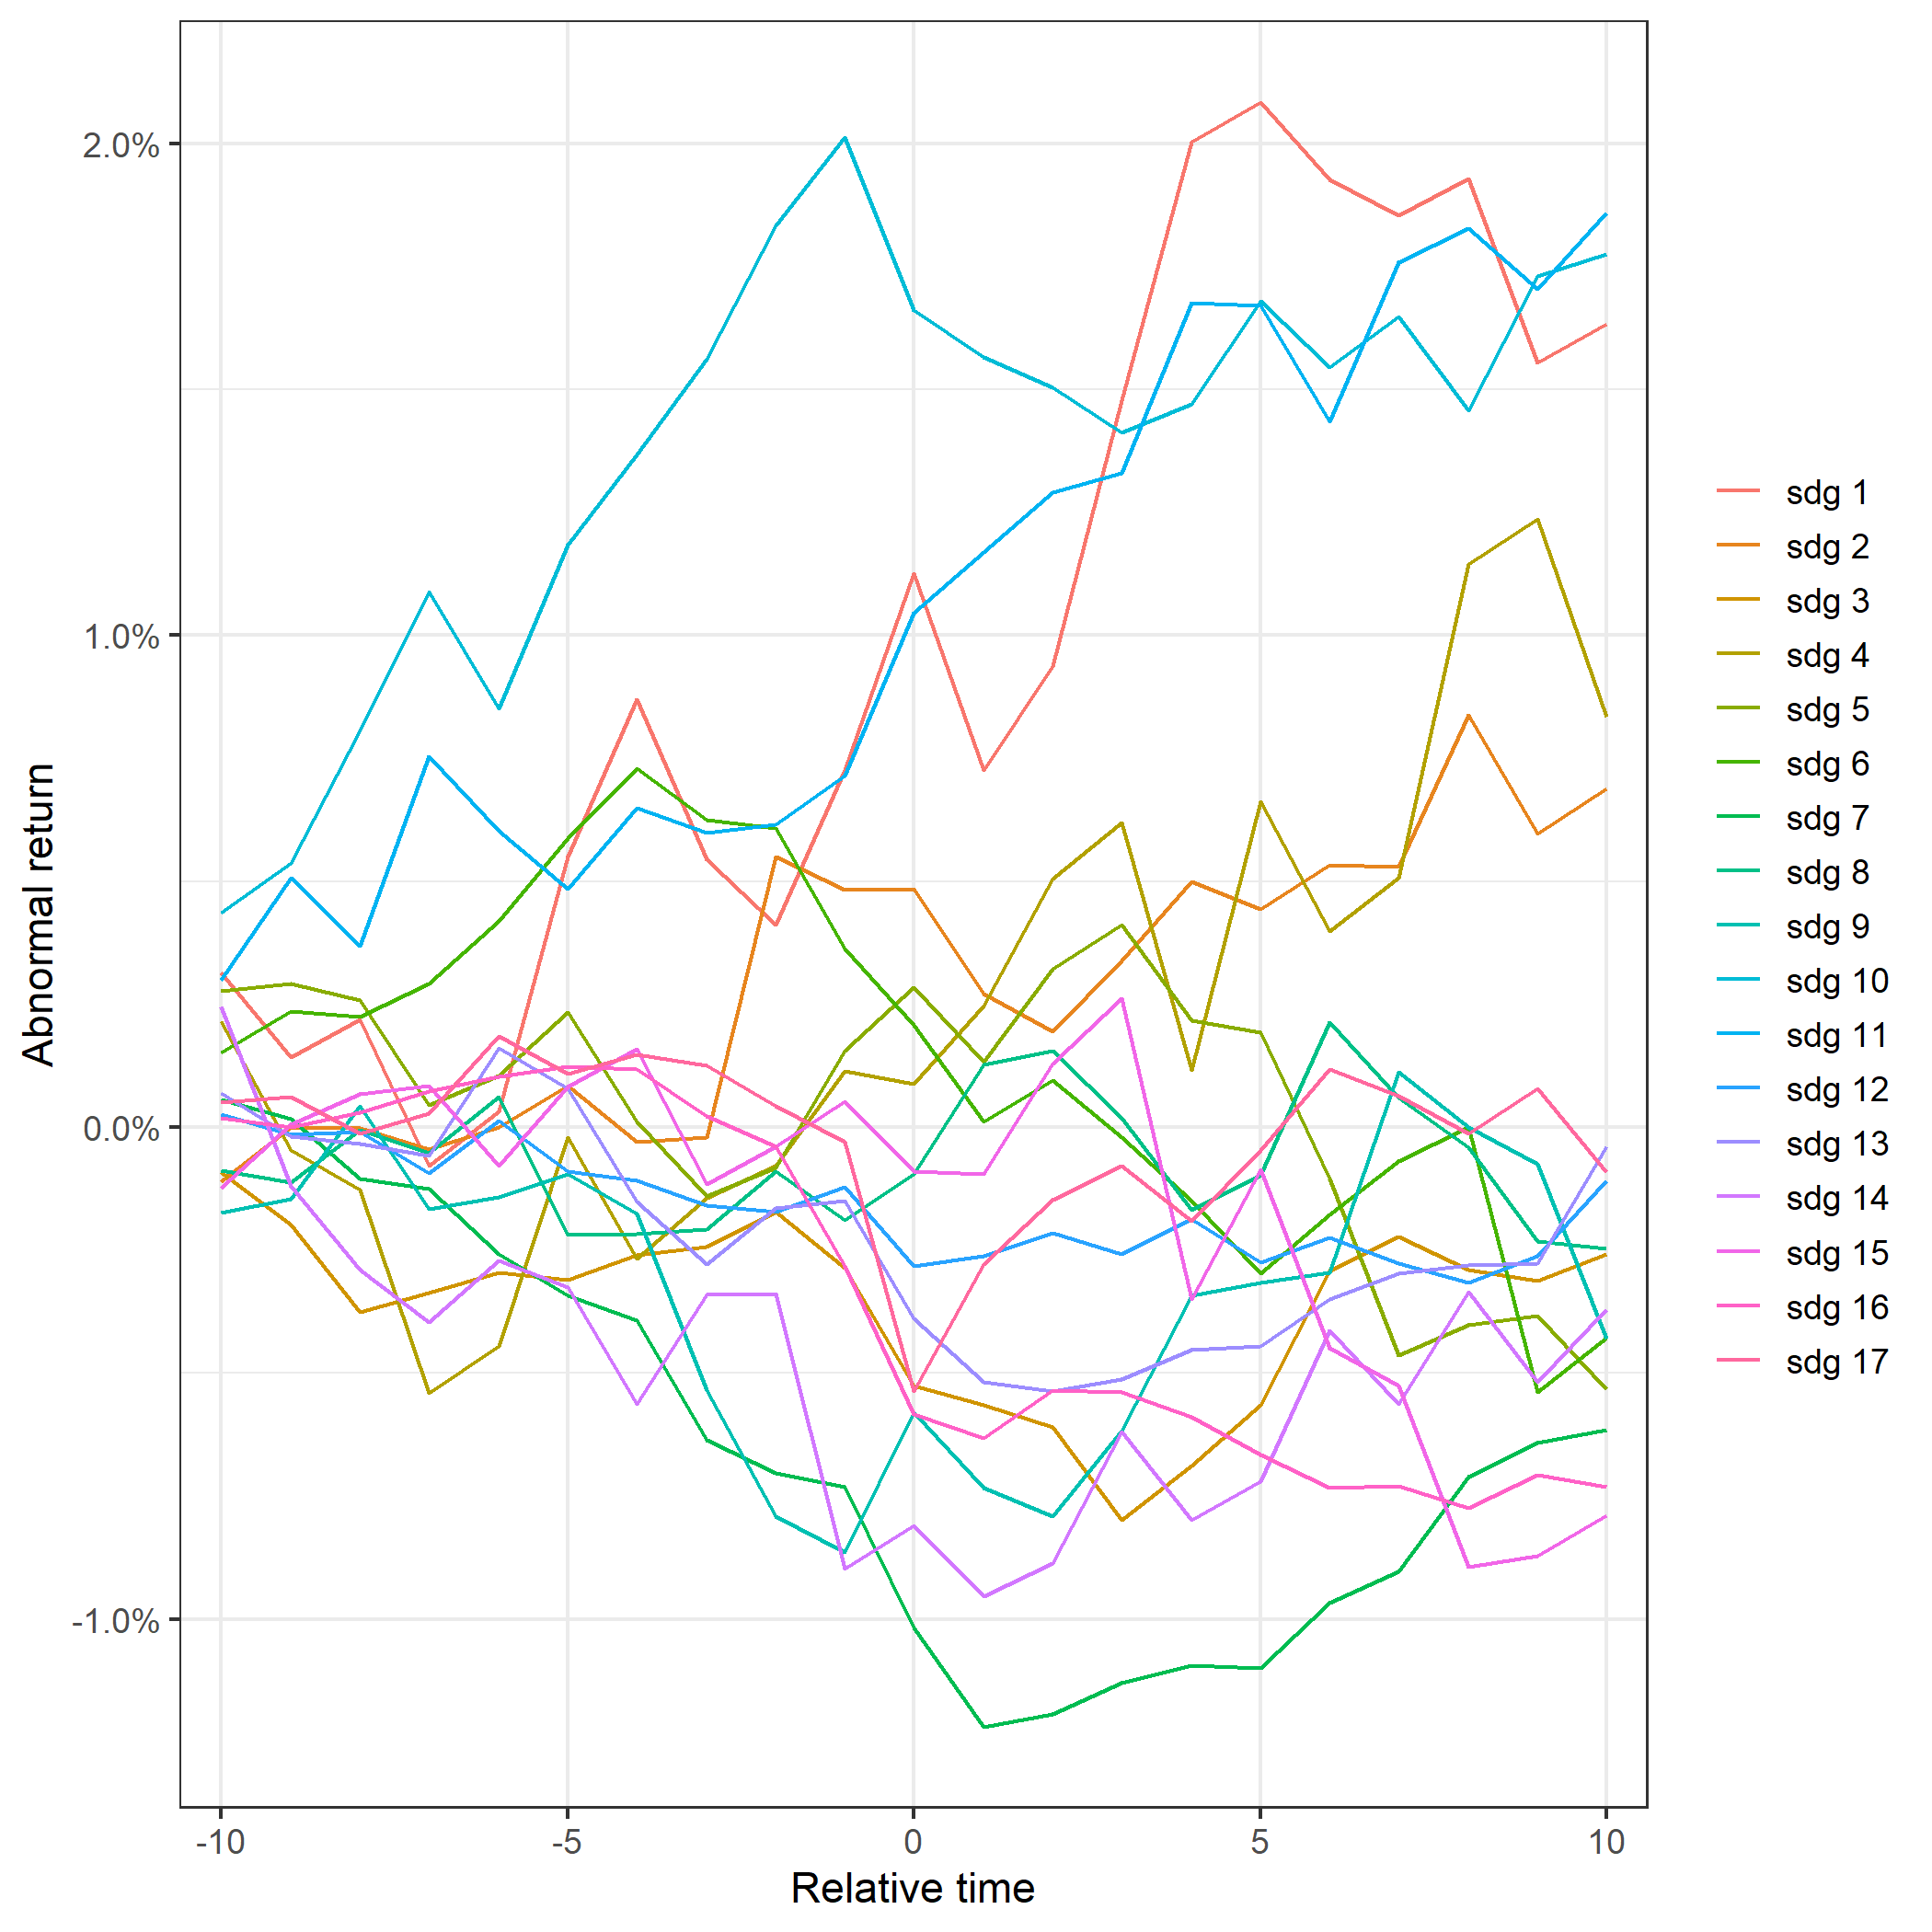 Abnormal return
2.0%
1.0%
0.0%
-1.0%
-10
-5
0
5
10
Relative time
sdg 1
sdg 2
sdg 3
sdg 4
sdg 5
sdg 6
sdg 7
sdg 8
sdg 9
sdg 10
sdg 11
sdg 12
sdg 13
sdg 14
sdg 15
sdg 16
sdg 17